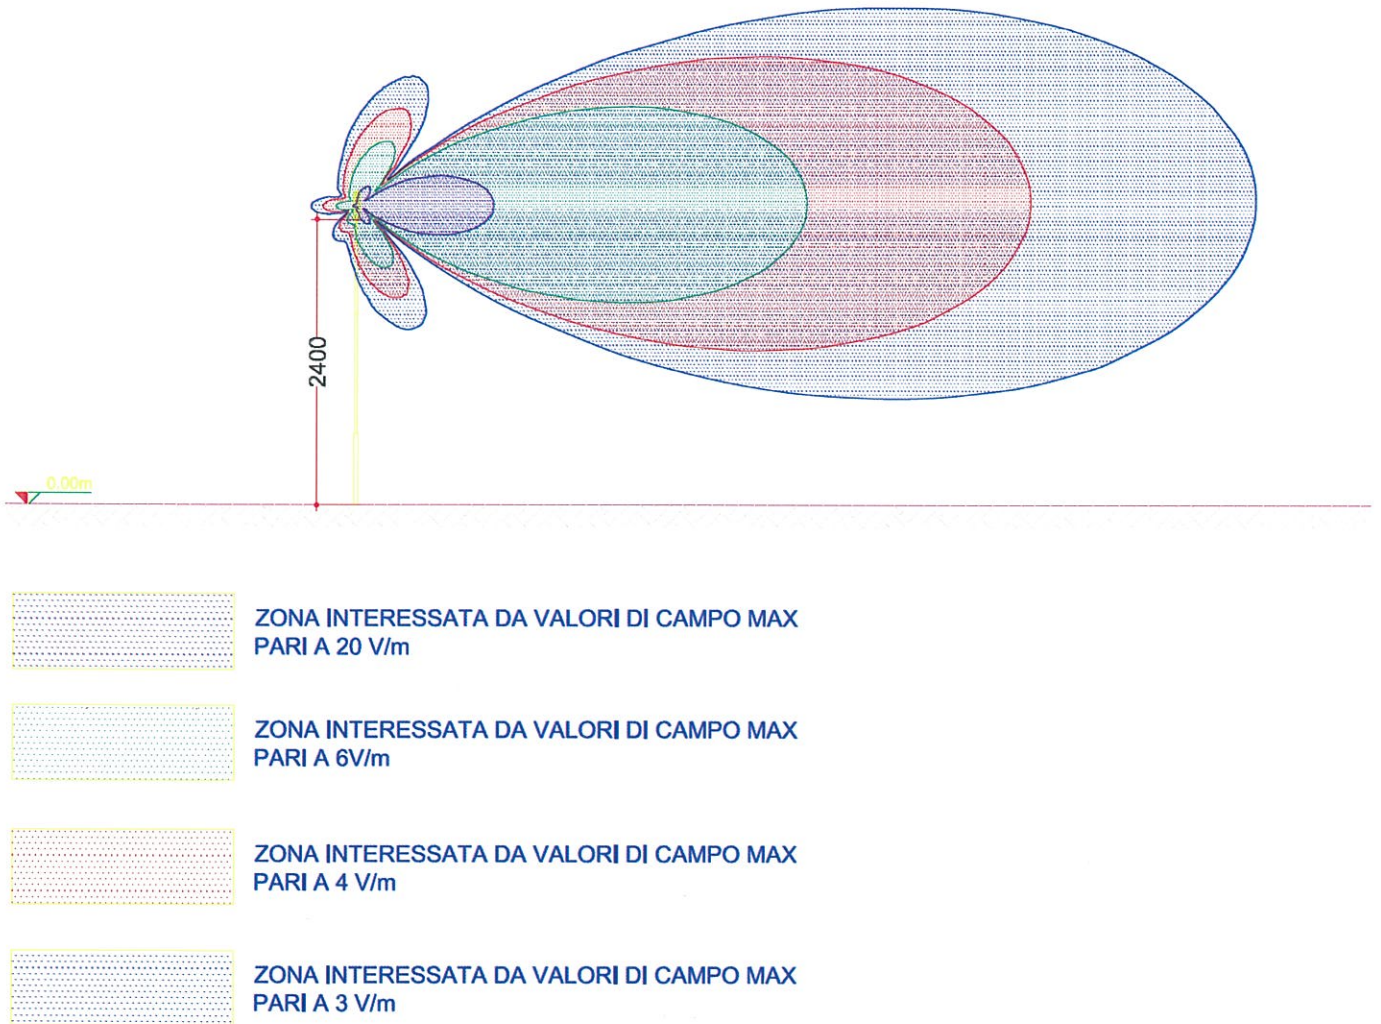 2400
0.00m
ZONA INTERESSATA DA VALORI DI CAMPO MAX
PARI A 20 V/m
ZONA INTERESSATA DA VALORI DI CAMPO MAX
PARI A 6V/m
ZONA INTERESSATA DA VALORI DI CAMPO MAX
PARI A 4 V/m
ZONA INTERESSATA DA VALORI DI CAMPO MAX
PARI A 3 V/m